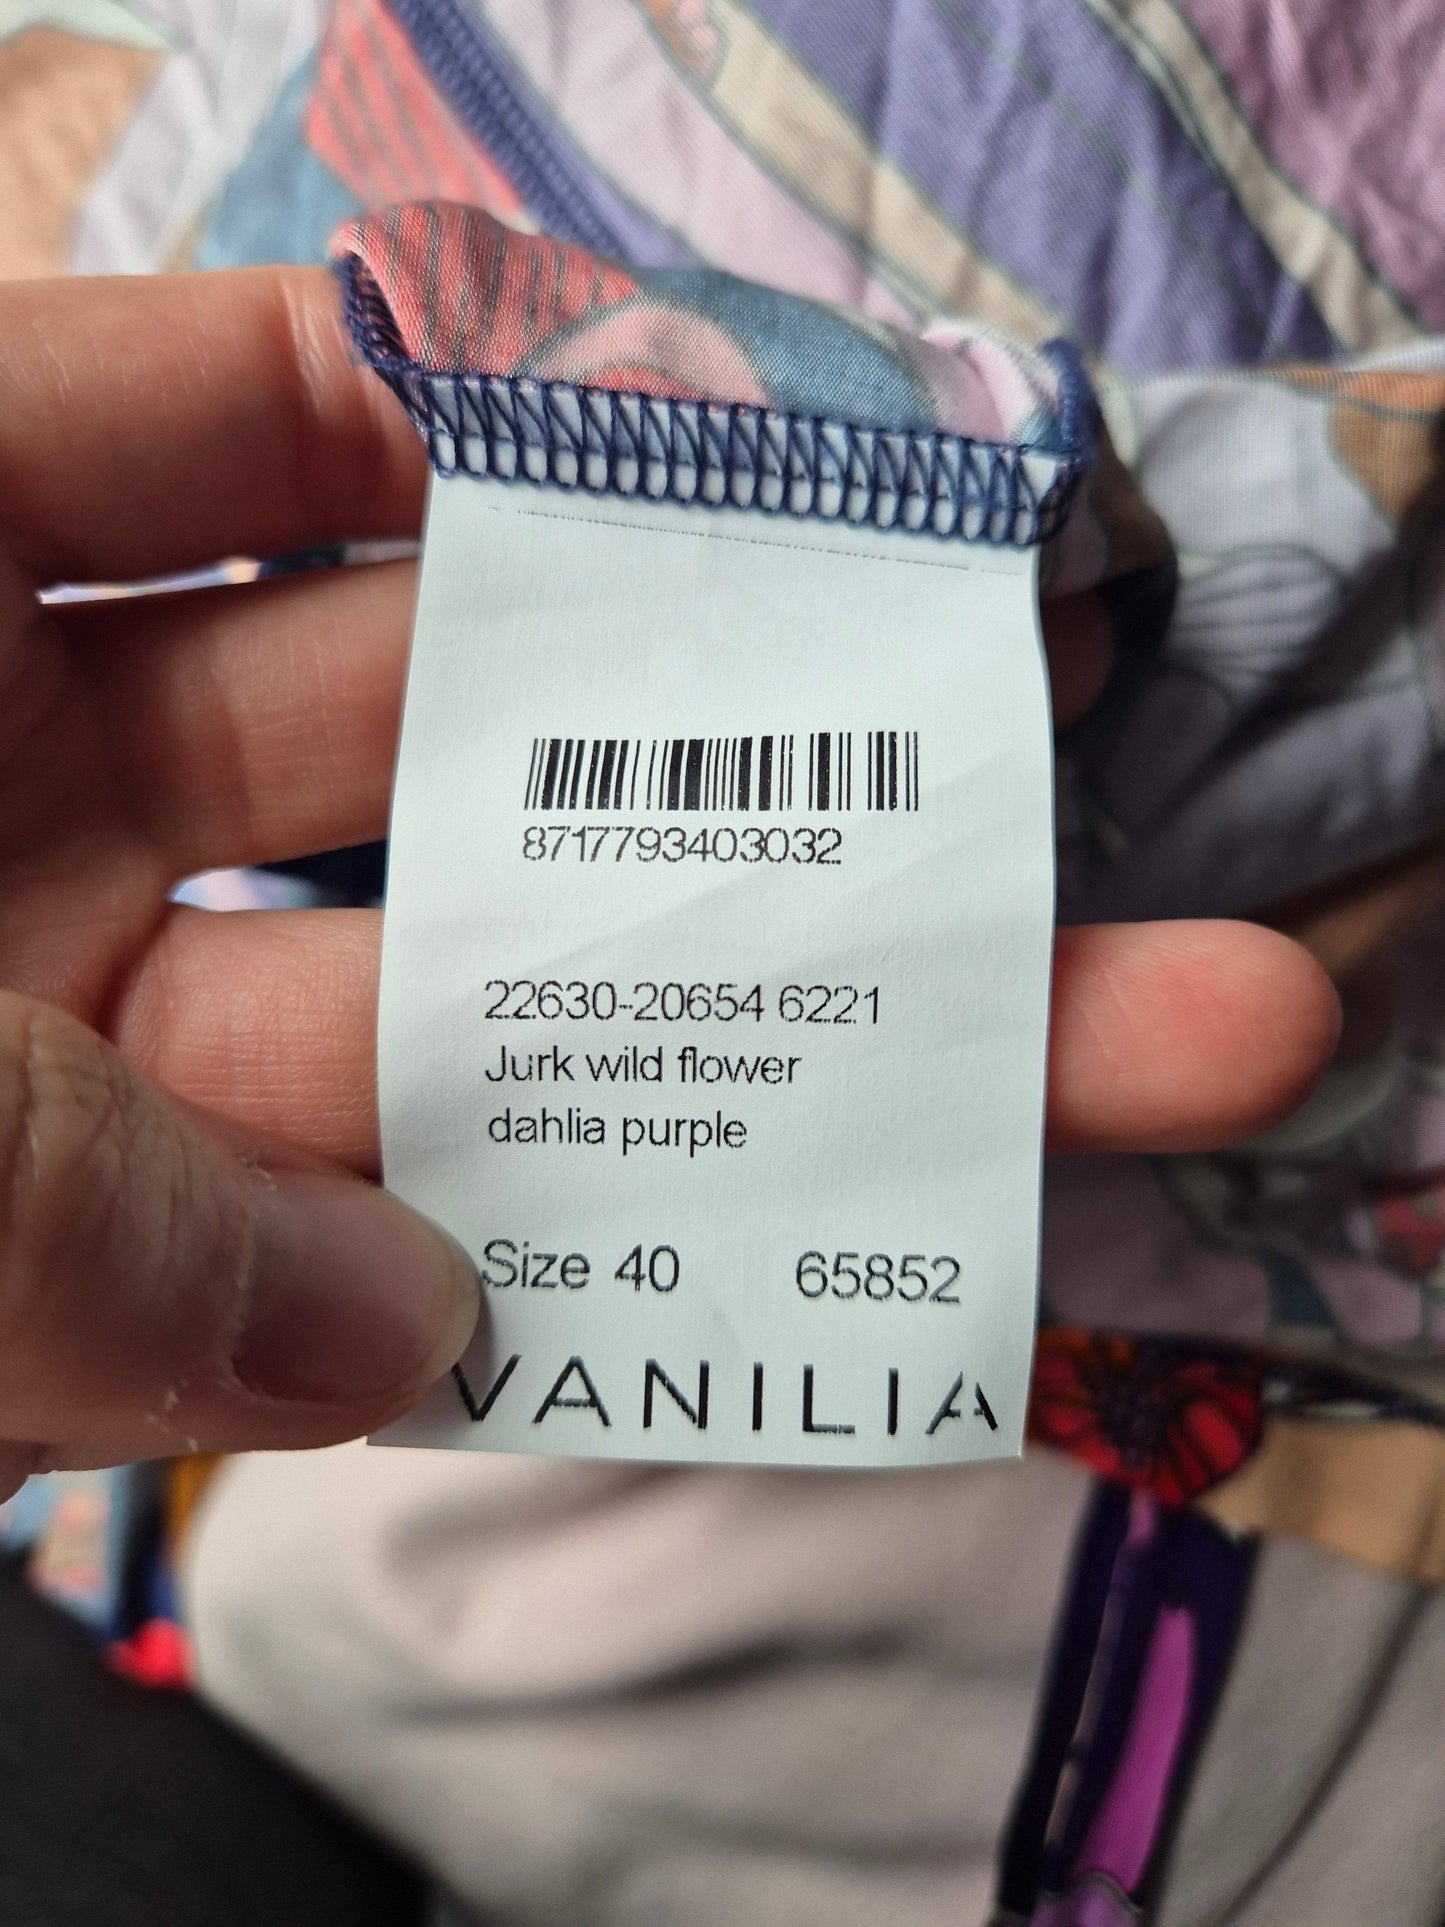 8717793403032
22630-20654 6221
Jurk wild flower
dahlia purple
Size 40 65852
VANILIA